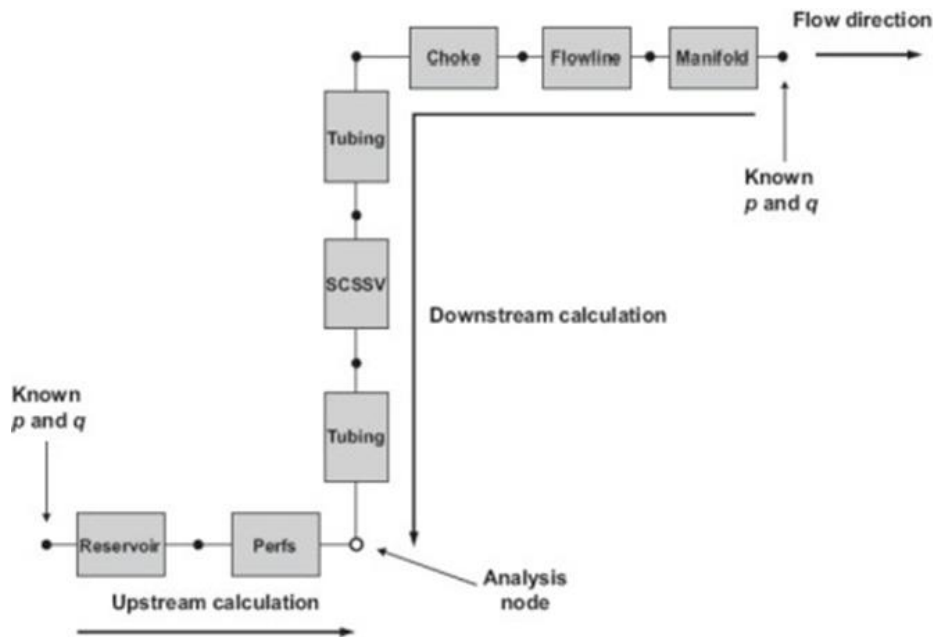 Flow direction
Choke
Flowline
Manifold
Tubing
Known
p and q
SCSSV
Downstream calculation
Known
p and q
Tubing
Reservoir
Perfs
Analysis
node
Upstream calculation